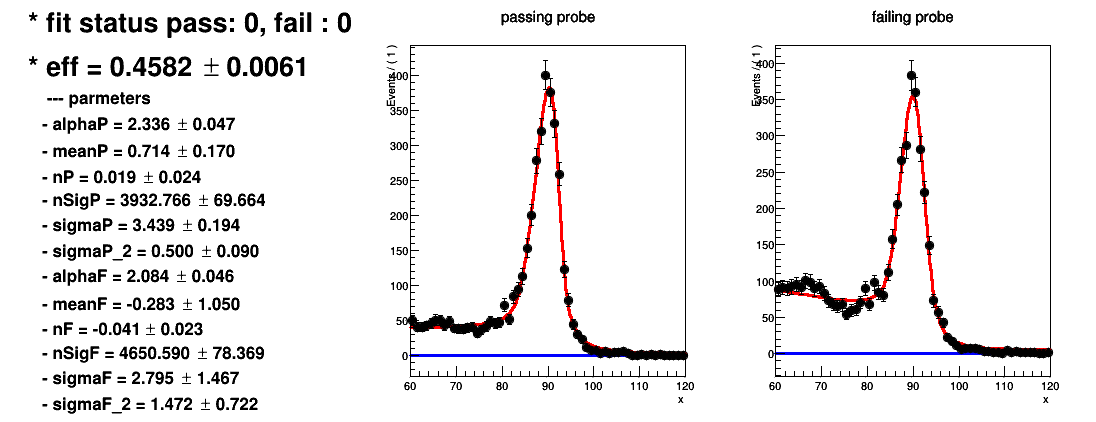 * fit status pass: 0, fail : 0
* eff = 0.4582 ± 0.0061
--- parmeters
- alphaP = 2.336 ± 0.047
- meanP = 0.714 ± 0.170
- nP = 0.019 ± 0.024
- nSigP = 3932.766 ± 69.664
- sigmaP = 3.439 ± 0.194
- sigmaP_2 = 0.500 ± 0.090
- alphaF = 2.084 ± 0.046
- meanF = -0.283 ± 1.050
- nF = -0.041 ± 0.023
- nSigF = 4650.590 ± 78.369
- sigmaF = 2.795 ± 1.467
- sigmaF_2 = 1.472 ± 0.722
passing probe
Events / ( 1 )
400
350
300
250
200
150
100
50
0
60 70 80 90 100 110 120
x
failing probe
Events / ( 1 )
400
350
300
250
200
150
100
50
0
60 70 80 90 100 110 120
x